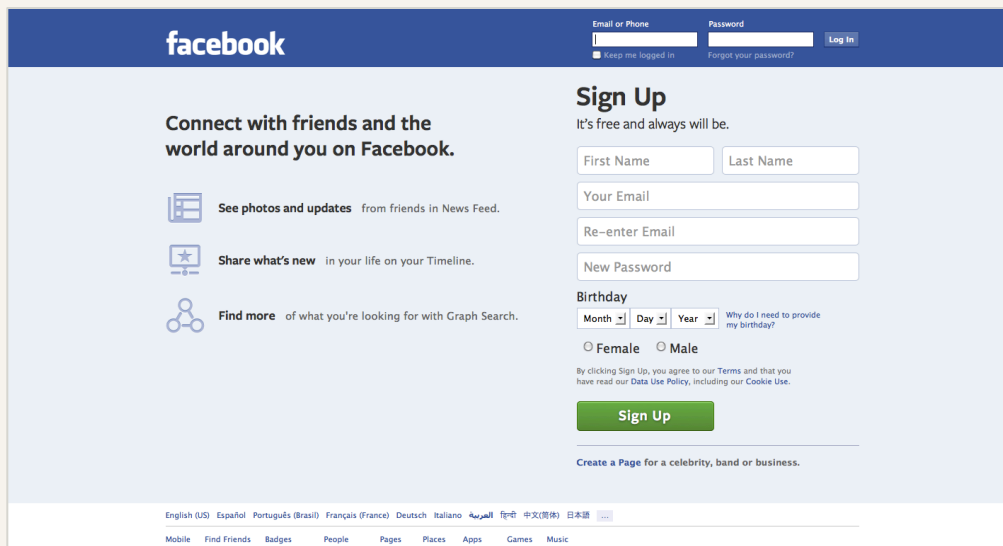 facebook
Email or Phone
Password
Log In
Keep me logged in
Forgot your password?
Connect with friends and the
world around you on Facebook.
See photos and updates from friends in News Feed.
Share what's new in your life on your Timeline.
Find more of what you're looking for with Graph Search.
Sign Up
It's free and always will be.
First Name
Last Name
Your Email
Re-enter Email
New Password
Birthday
Month Day Year
Why do I need to provide
my birthday?
Female Male
By clicking Sign Up, you agree to our Terms and that you
have read our Data Use Policy, including our Cookie Use.
Sign Up
Create a Page for a celebrity, band or business.
English (US) Español Português (Brasil) Français (France) Deutsch Italiano العربية हिन्दी 中文(简体) 日本語 ...
Mobile Find Friends Badges People Pages Places Apps Games Music